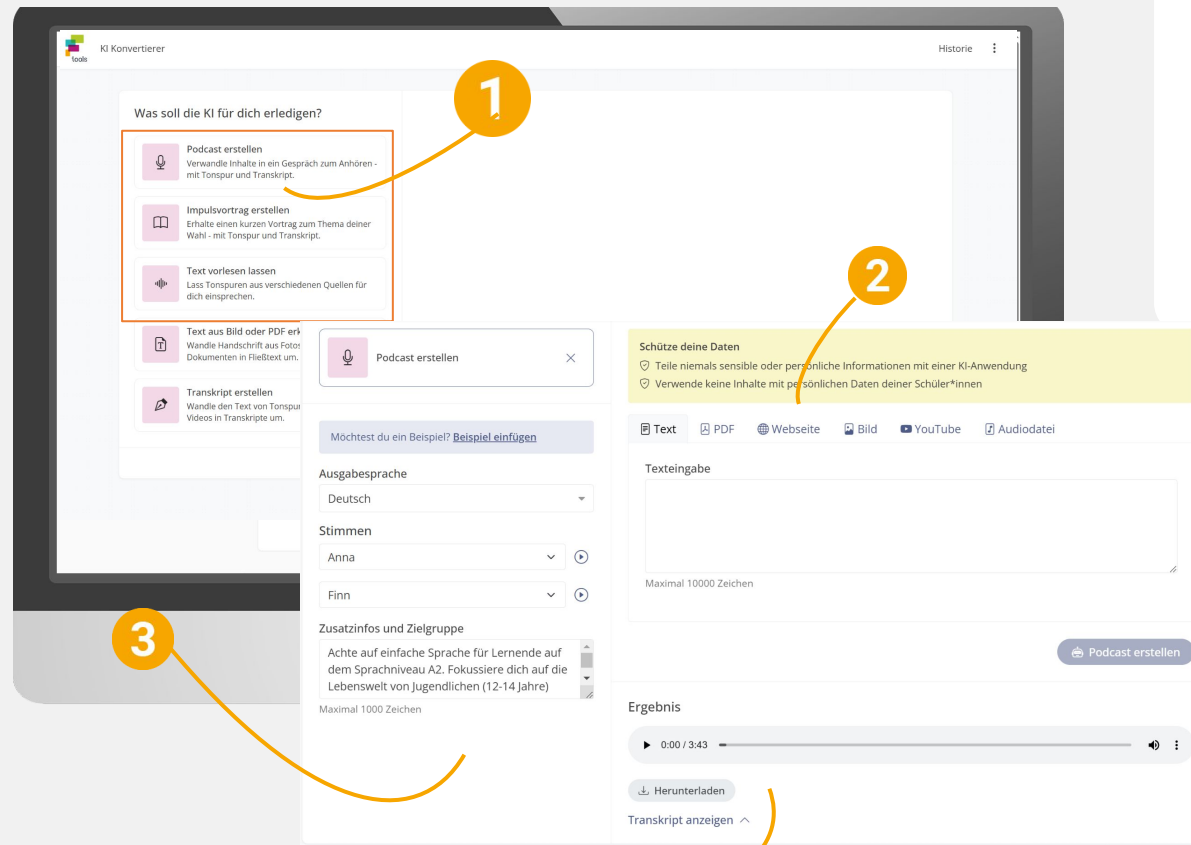 tools
KI Konvertierer
Historie
Was soll die KI für dich erledigen?
1
Podcast erstellen
Verwandle Inhalte in ein Gespräch zum Anhören -
mit Tonspur und Transkript.
Impulsvortrag erstellen
Erhalte einen kurzen Vortrag zum Thema deiner
Wahl - mit Tonspur und Transkript.
Text vorlesen lassen
Lass Tonspuren aus verschiedenen Quellen für
dich einsprechen.
Text aus Bild oder PDF erk
Wandle Handschrift aus Fotos
Dokumenten in Fließtext um.
Transkript erstellen
Wandle den Text von Tonspur
Videos in Transkripte um.
2
Podcast erstellen
Möchtest du ein Beispiel? Beispiel einfügen
Ausgabesprache
Deutsch
Stimmen
Anna
Finn
Zusatzinfos und Zielgruppe
Achte auf einfache Sprache für Lernende auf
dem Sprachniveau A2. Fokussiere dich auf die
Lebenswelt von Jugendlichen (12-14 Jahre)
Maximal 1000 Zeichen
3
Schütze deine Daten
Teile niemals sensible oder persönliche Informationen mit einer KI-Anwendung
Verwende keine Inhalte mit persönlichen Daten deiner Schüler*innen
Text PDF Webseite Bild YouTube Audiodatei
Texteingabe
Maximal 10000 Zeichen
Podcast erstellen
Ergebnis
0:00 / 3:43
Herunterladen
Transkript anzeigen